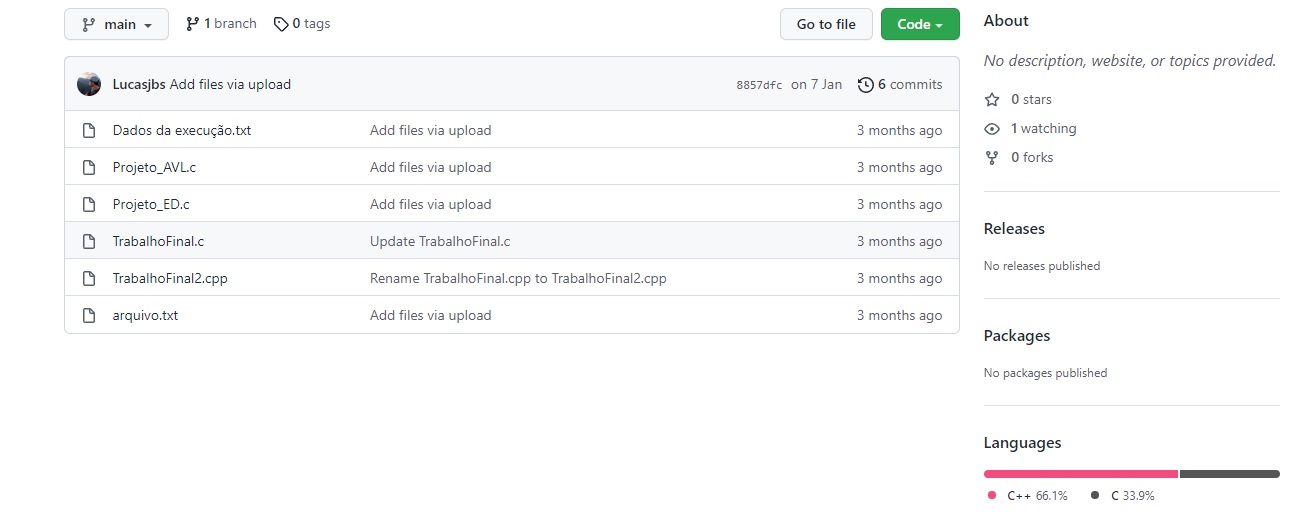 main 1 branch 0 tags Go to file Code
Lucasjbs Add files via upload 8857dfc on 7 Jan 6 commits
Dados da execução.txt Add files via upload 3 months ago
Projeto_AVL.c Add files via upload 3 months ago
Projeto_ED.c Add files via upload 3 months ago
TrabalhoFinal.c Update TrabalhoFinal.c 3 months ago
TrabalhoFinal2.cpp Rename TrabalhoFinal.cpp to TrabalhoFinal2.cpp 3 months ago
arquivo.txt Add files via upload 3 months ago
About
No description, website, or topics provided.
0 stars
1 watching
0 forks
Releases
No releases published
Packages
No packages published
Languages
C++ 66.1% C 33.9%